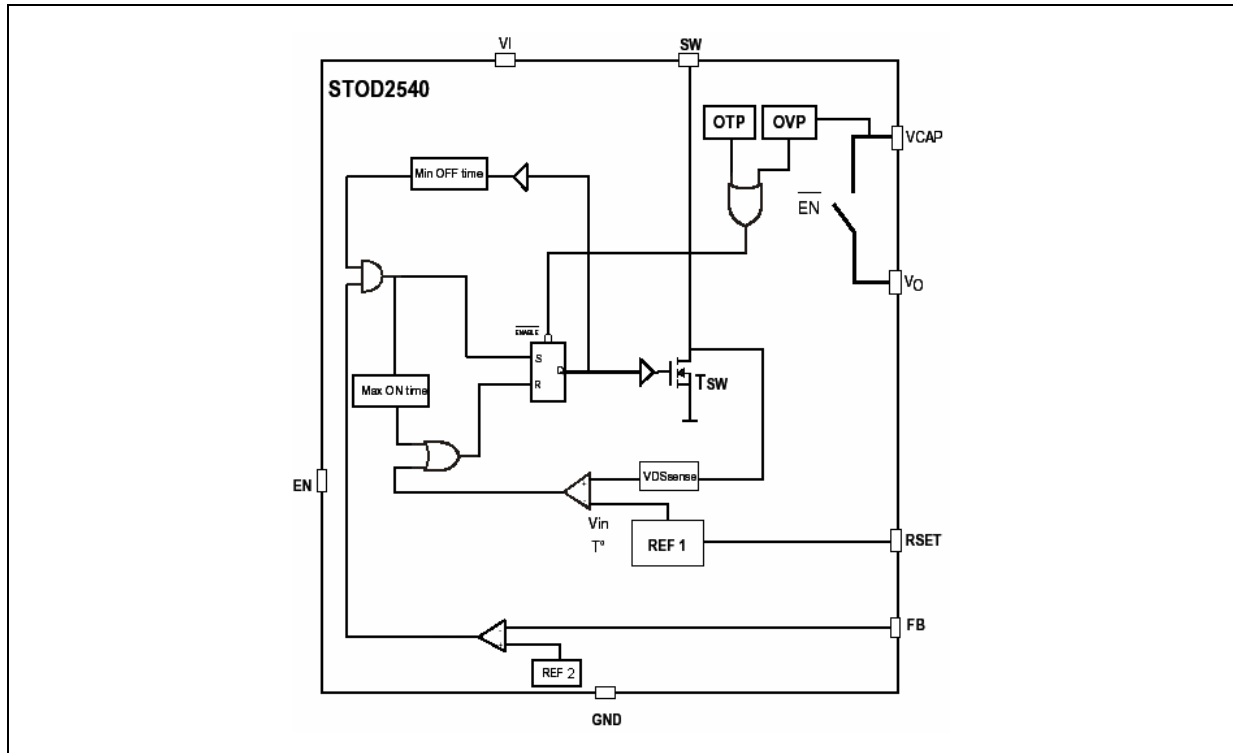 VI
SW
STOD2540
OTP
OVP
VCAP
Min OFF time
EN
VO
ENABLE
S
R
TSW
Max ON time
EN
VDSsense
Vin
T°
REF 1
RSET
FB
REF 2
GND